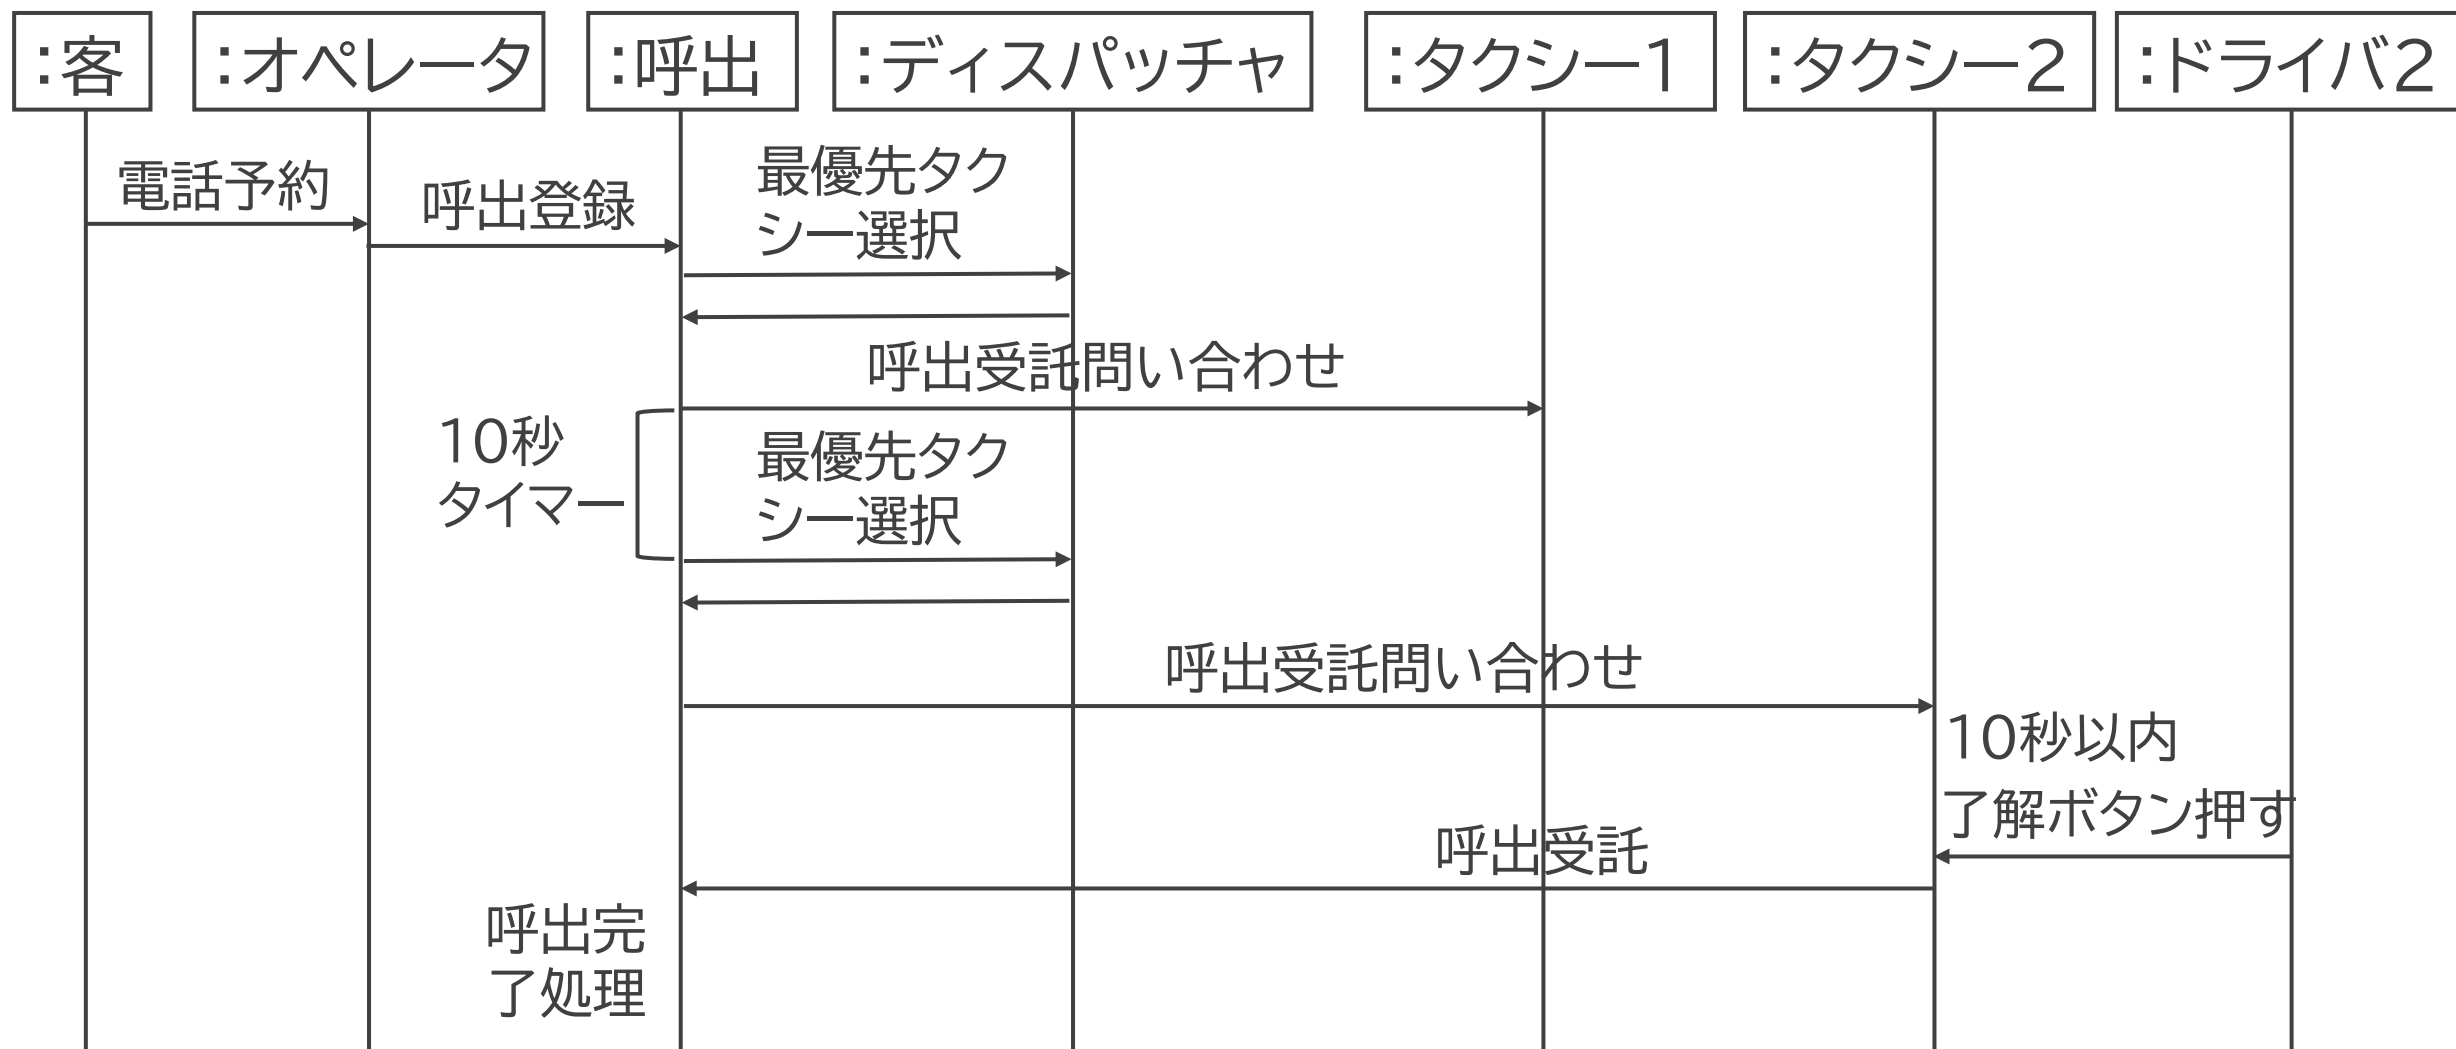 :客
:オペレータ
:呼出
:ディスパッチャ
:タクシー1
:タクシー2
:ドライバ2
電話予約
呼出登録
最優先タク
シー選択
呼出受託問い合わせ
10秒
タイマー
最優先タク
シー選択
呼出受託問い合わせ
10秒以内
了解ボタン押す
呼出受託
呼出完
了処理